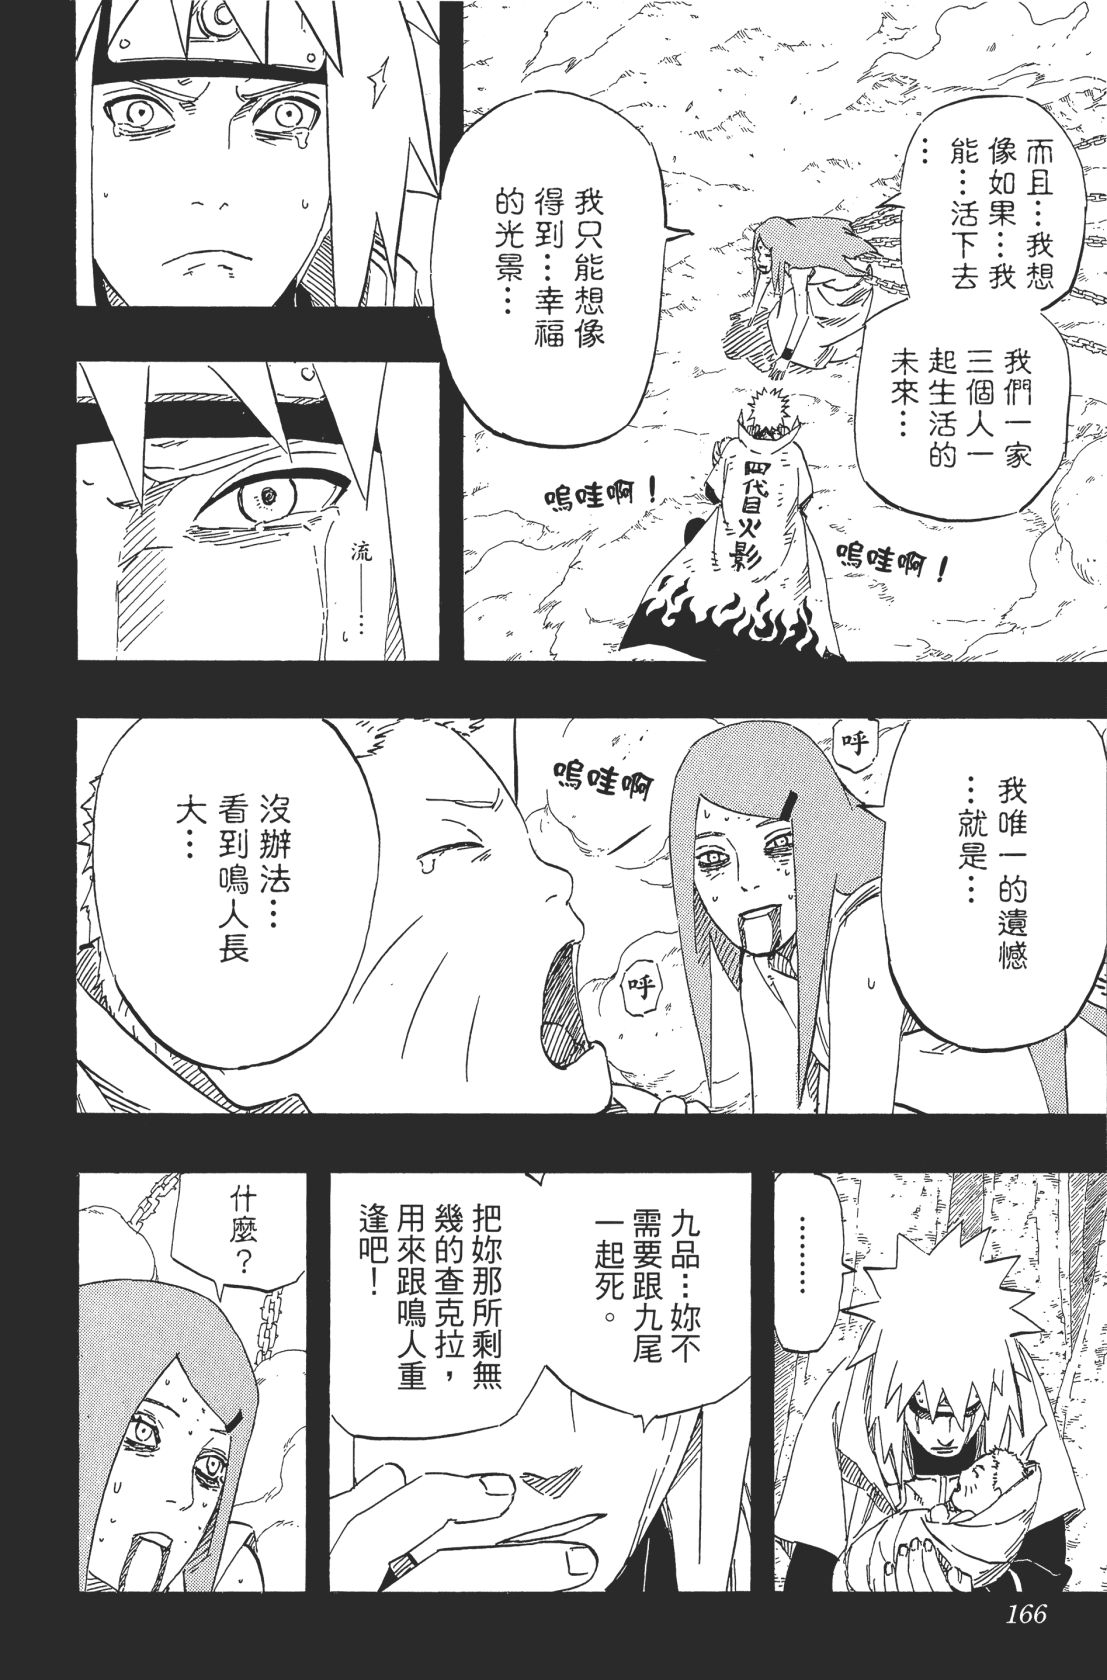 而且…我想
像如果…我
能…活下去
…
我們一家
三個人一
起生活的
未來…
我只能想像
得到…幸福
的光景…
四代目火影
嗚哇啊！
嗚哇啊！
流……
我唯一的遺憾
…就是…
呼
嗚哇啊
呼
沒辦法…
看到鳴人長
大…
………
九品…妳不
需要跟九尾
一起死。
把妳那所剩無
幾的查克拉，
用來跟鳴人重
逢吧！
什麼？
166